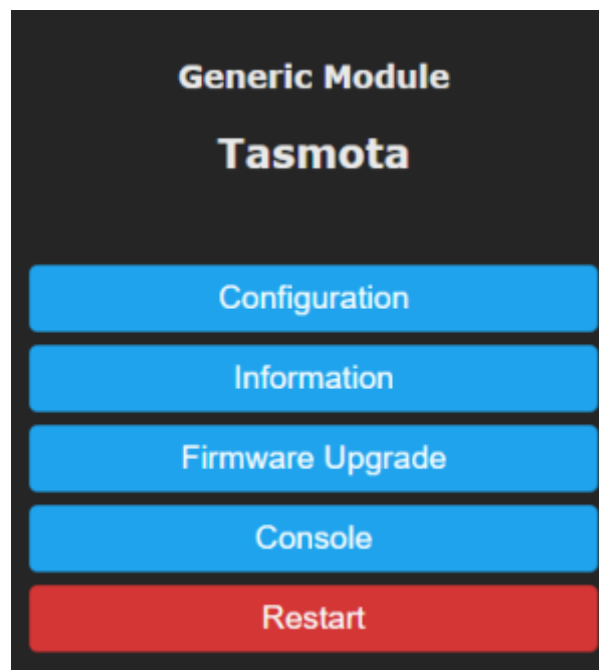 Generic Module
Tasmota
Configuration
Information
Firmware Upgrade
Console
Restart